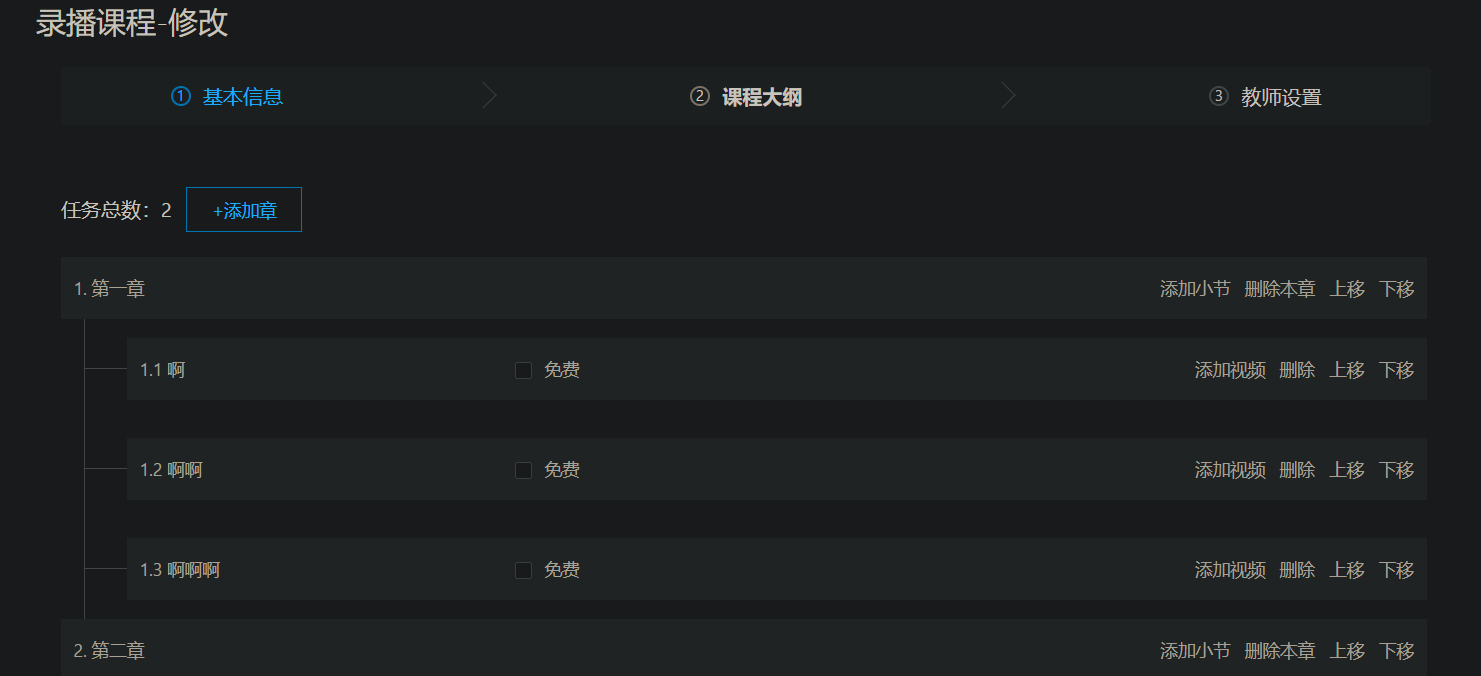 录播课程-修改
① 基本信息 ② 课程大纲 ③ 教师设置
任务总数：2 +添加章
1. 第一章 添加小节 删除本章 上移 下移
1.1 啊 免费 添加视频 删除 上移 下移
1.2 啊啊 免费 添加视频 删除 上移 下移
1.3 啊啊啊 免费 添加视频 删除 上移 下移
2. 第二章 添加小节 删除本章 上移 下移